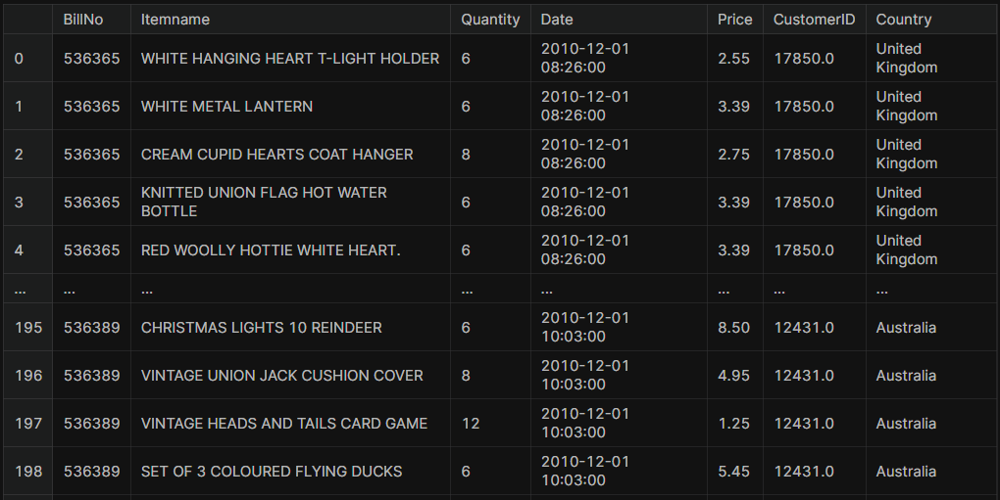 BillNo Itemname Quantity Date Price CustomerID Country
0 536365 WHITE HANGING HEART T-LIGHT HOLDER 6 2010-12-01 08:26:00 2.55 17850.0 United Kingdom
1 536365 WHITE METAL LANTERN 6 2010-12-01 08:26:00 3.39 17850.0 United Kingdom
2 536365 CREAM CUPID HEARTS COAT HANGER 8 2010-12-01 08:26:00 2.75 17850.0 United Kingdom
3 536365 KNITTED UNION FLAG HOT WATER BOTTLE 6 2010-12-01 08:26:00 3.39 17850.0 United Kingdom
4 536365 RED WOOLLY HOTTIE WHITE HEART. 6 2010-12-01 08:26:00 3.39 17850.0 United Kingdom
... ... ... ... ... ... ... ...
195 536389 CHRISTMAS LIGHTS 10 REINDEER 6 2010-12-01 10:03:00 8.50 12431.0 Australia
196 536389 VINTAGE UNION JACK CUSHION COVER 8 2010-12-01 10:03:00 4.95 12431.0 Australia
197 536389 VINTAGE HEADS AND TAILS CARD GAME 12 2010-12-01 10:03:00 1.25 12431.0 Australia
198 536389 SET OF 3 COLOURED FLYING DUCKS 6 2010-12-01 10:03:00 5.45 12431.0 Australia